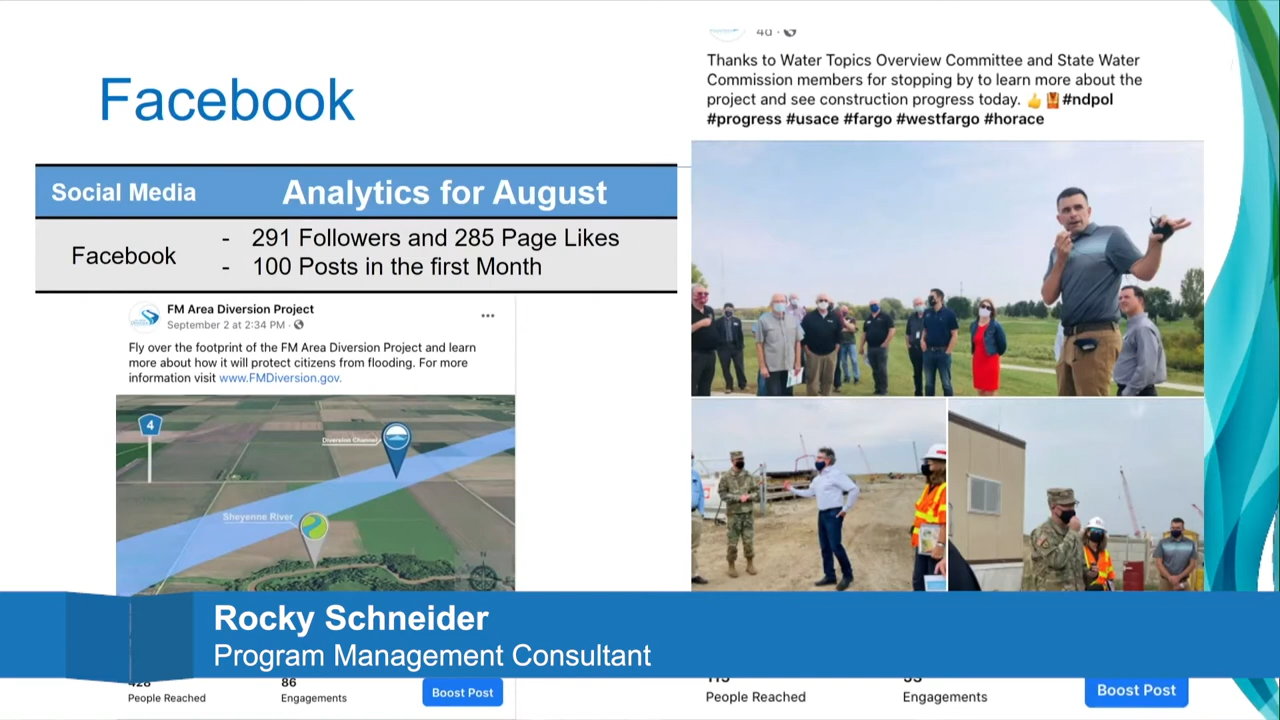 Facebook
Social Media
Analytics for August
Facebook
- 291 Followers and 285 Page Likes
- 100 Posts in the first Month
FM Area Diversion Project
September 2 at 2:34 PM ·
Fly over the footprint of the FM Area Diversion Project and learn
more about how it will protect citizens from flooding. For more
information visit www.FMDiversion.gov.
4
Diversion Channel
Sheyenne River
N
4d ·
Thanks to Water Topics Overview Committee and State Water
Commission members for stopping by to learn more about the
project and see construction progress today. 👍 🦺 #ndpol
#progress #usace #fargo #westfargo #horace
Rocky Schneider
Program Management Consultant
People Reached
86
Engagements
Boost Post
People Reached
Engagements
Boost Post